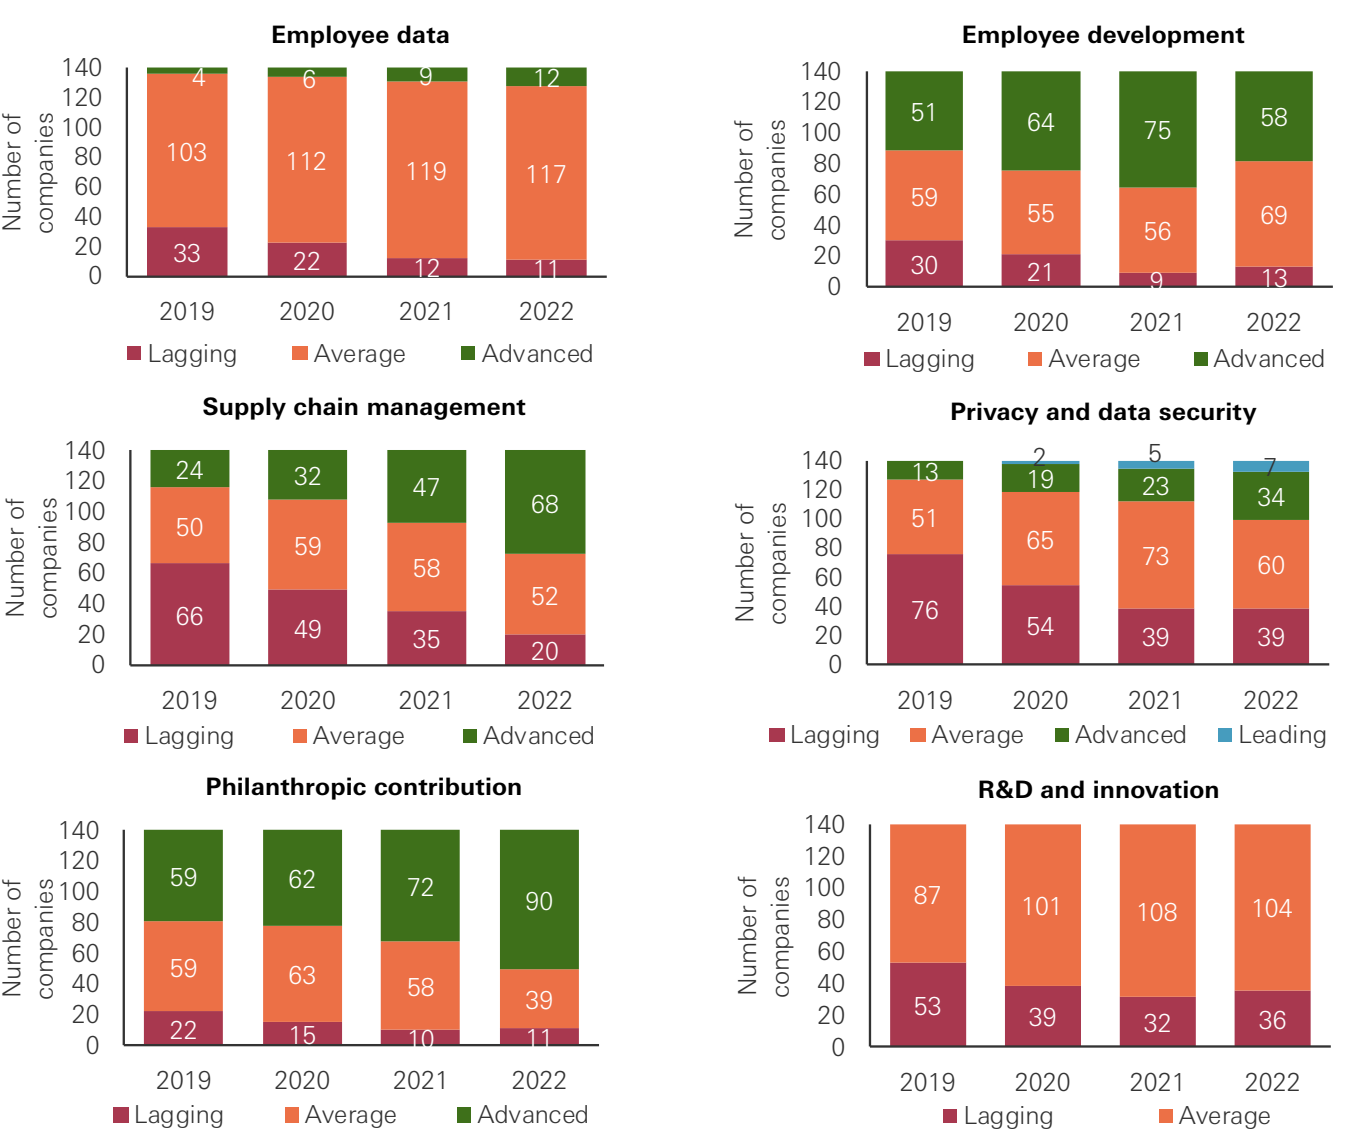 Employee data
Number of
companies
140
120
100
80
60
40
20
0
4 6 9 12
103 112 119 117
33 22 12 11
2019 2020 2021 2022
Lagging Average Advanced
Employee development
Number of
companies
140
120
100
80
60
40
20
0
51 64 75 58
59 55 56 69
30 21 9 13
2019 2020 2021 2022
Lagging Average Advanced
Supply chain management
Number of
companies
140
120
100
80
60
40
20
0
24 32 47 68
50 59 58 52
66 49 35 20
2019 2020 2021 2022
Lagging Average Advanced
Privacy and data security
Number of
companies
140
120
100
80
60
40
20
0
2 5 7
13 19 23 34
51 65 73 60
76 54 39 39
2019 2020 2021 2022
Lagging Average Advanced Leading
Philanthropic contribution
Number of
companies
140
120
100
80
60
40
20
0
59 62 72 90
59 63 58 39
22 15 10 11
2019 2020 2021 2022
Lagging Average Advanced
R&D and innovation
Number of
companies
140
120
100
80
60
40
20
0
87 101 108 104
53 39 32 36
2019 2020 2021 2022
Lagging Average